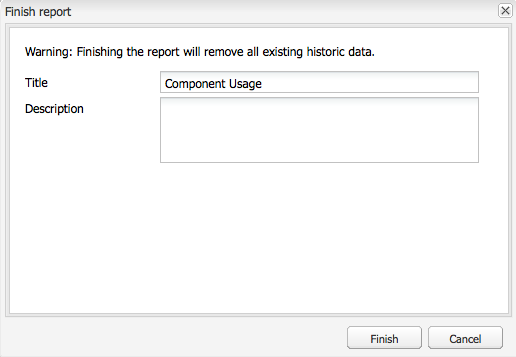 Finish report
Warning: Finishing the report will remove all existing historic data.
Title
Component Usage
Description
Finish
Cancel